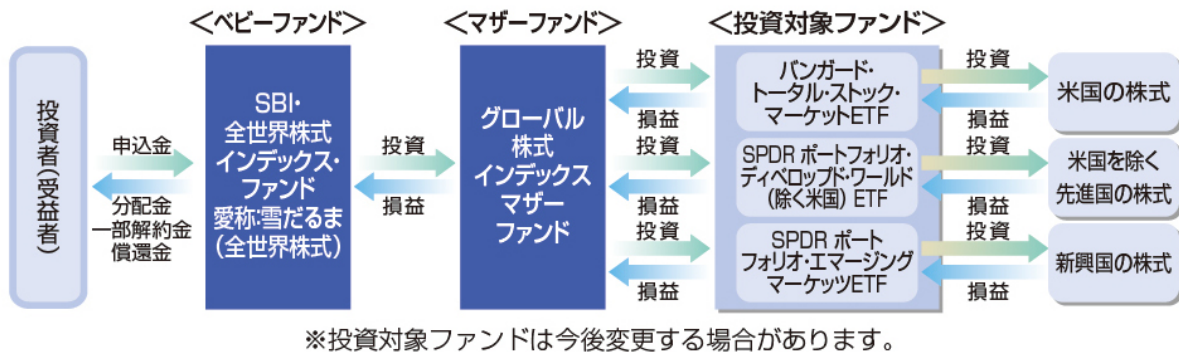 <ベビーファンド>
<マザーファンド>
<投資対象ファンド>
投資者(受益者)
申込金
分配金
一部解約金
償還金
SBI・
全世界株式
インデックス・
ファンド
愛称:雪だるま
(全世界株式)
投資
損益
グローバル
株式
インデックス
マザー
ファンド
投資
損益
投資
損益
投資
損益
バンガード・
トータル・ストック・
マーケットETF
SPDR ポートフォリオ・
ディベロップド・ワールド
(除く米国) ETF
SPDR ポート
フォリオ・エマージング
マーケッツETF
投資
損益
投資
損益
投資
損益
米国の株式
米国を除く
先進国の株式
新興国の株式
※投資対象ファンドは今後変更する場合があります。